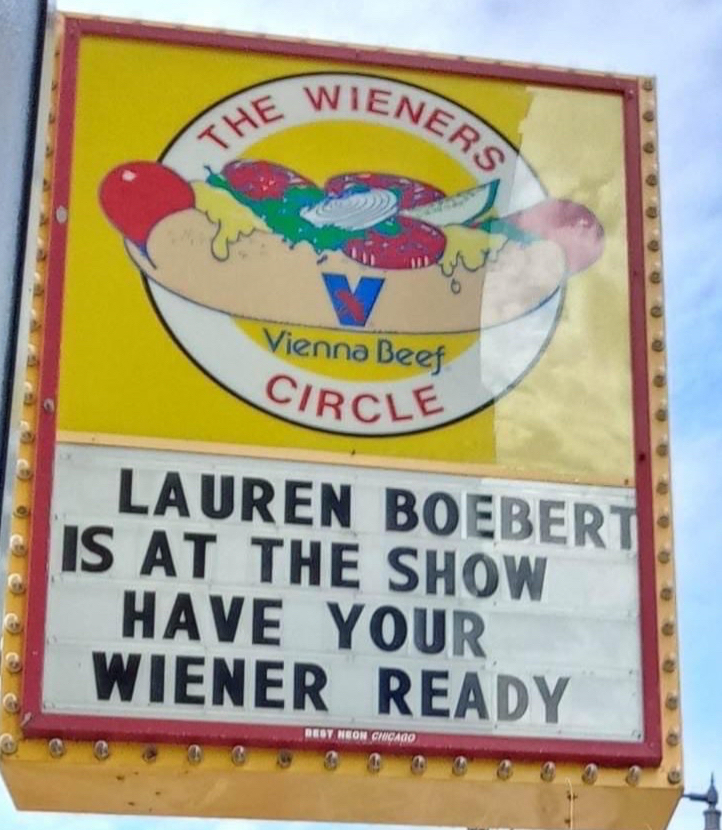 THE WIENERS
V
Vienna Beef
CIRCLE
LAUREN BOEBERT
IS AT THE SHOW
HAVE YOUR
WIENER READY
BEST NEON CHICAGO